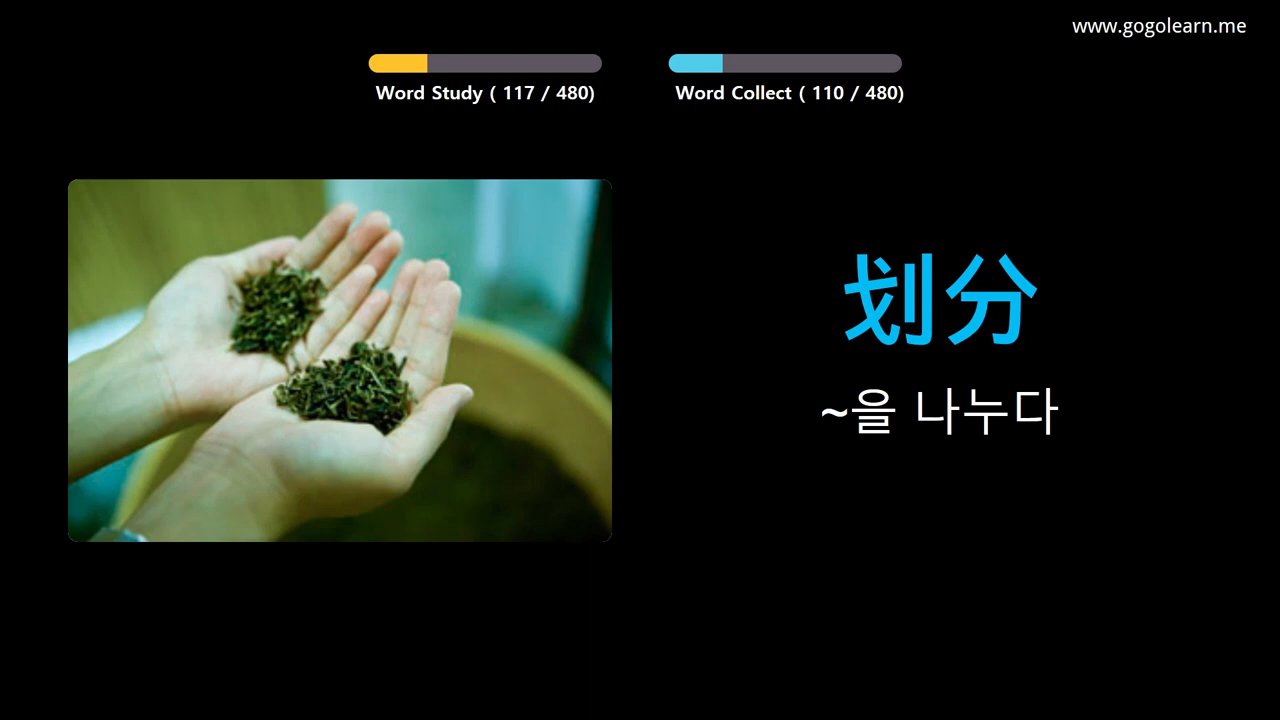 www.gogolearn.me
Word Study ( 117 / 480)
Word Collect ( 110 / 480)
划分
~을 나누다